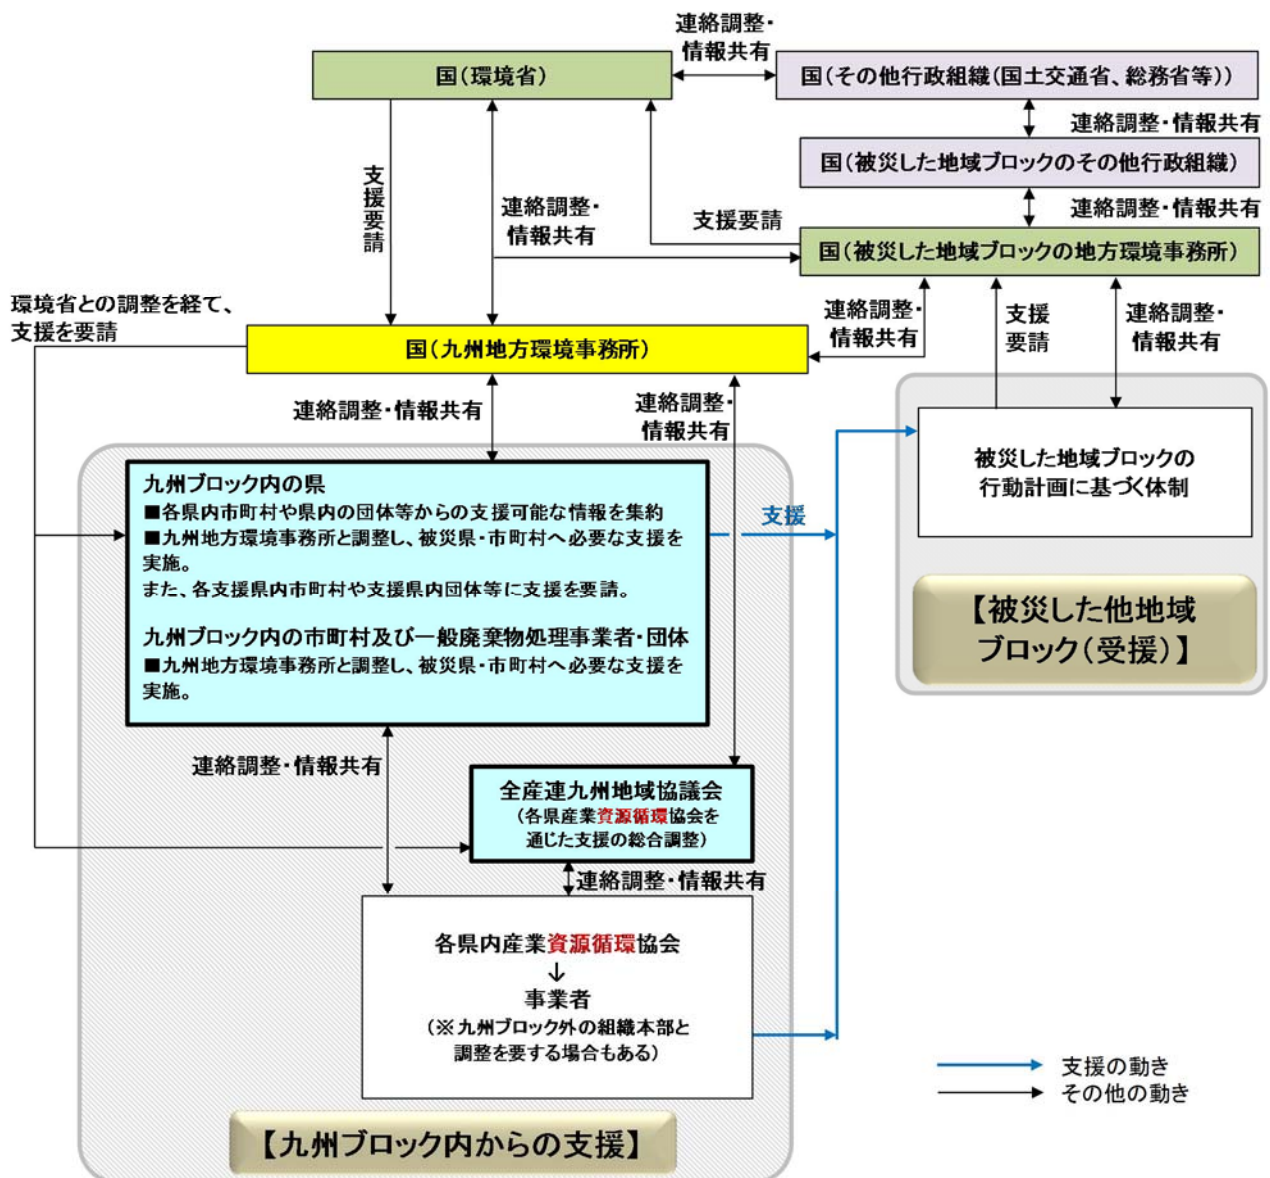 連絡調整・
情報共有
国(環境省)
国(その他行政組織(国土交通省、総務省等))
連絡調整・情報共有
国(被災した地域ブロックのその他行政組織)
連絡調整・情報共有
支援要請
連絡調整・
情報共有
支援要請
国(被災した地域ブロックの地方環境事務所)
環境省との調整を経て、
支援を要請
国(九州地方環境事務所)
連絡調整・
情報共有
支援
要請
連絡調整・
情報共有
連絡調整・情報共有
連絡調整・
情報共有
九州ブロック内の県
■各県内市町村や県内の団体等からの支援可能な情報を集約
■九州地方環境事務所と調整し、被災県・市町村へ必要な支援を
実施。
また、各支援県内市町村や支援県内団体等に支援を要請。
九州ブロック内の市町村及び一般廃棄物処理事業者・団体
■九州地方環境事務所と調整し、被災県・市町村へ必要な支援を
実施。
支援
被災した地域ブロックの
行動計画に基づく体制
【被災した他地域
ブロック(受援)】
連絡調整・情報共有
全産連九州地域協議会
(各県産業資源循環協会を
通じた支援の総合調整)
連絡調整・情報共有
各県内産業資源循環協会
↓
事業者
(※九州ブロック外の組織本部と
調整を要する場合もある)
支援の動き
その他の動き
【九州ブロック内からの支援】